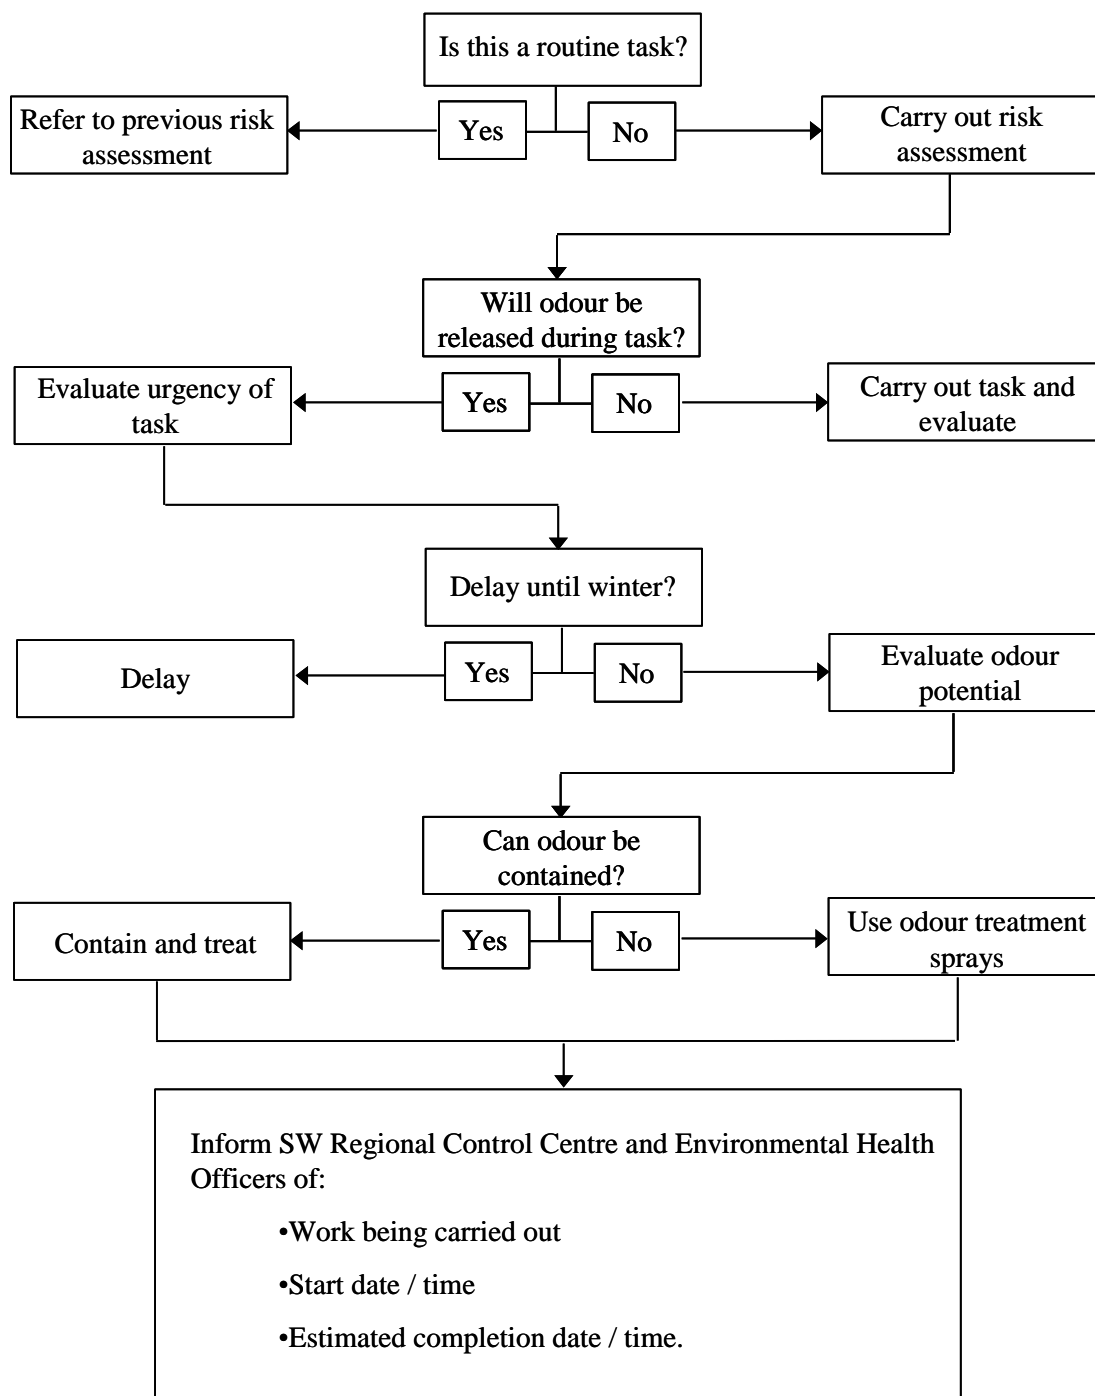 Is this a routine task?
Refer to previous risk
assessment
Yes
No
Carry out risk
assessment
Will odour be
released during task?
Evaluate urgency of
task
Yes
No
Carry out task and
evaluate
Delay until winter?
Delay
Yes
No
Evaluate odour
potential
Can odour be
contained?
Contain and treat
Yes
No
Use odour treatment
sprays
Inform SW Regional Control Centre and Environmental Health
Officers of:
•Work being carried out
•Start date / time
•Estimated completion date / time.